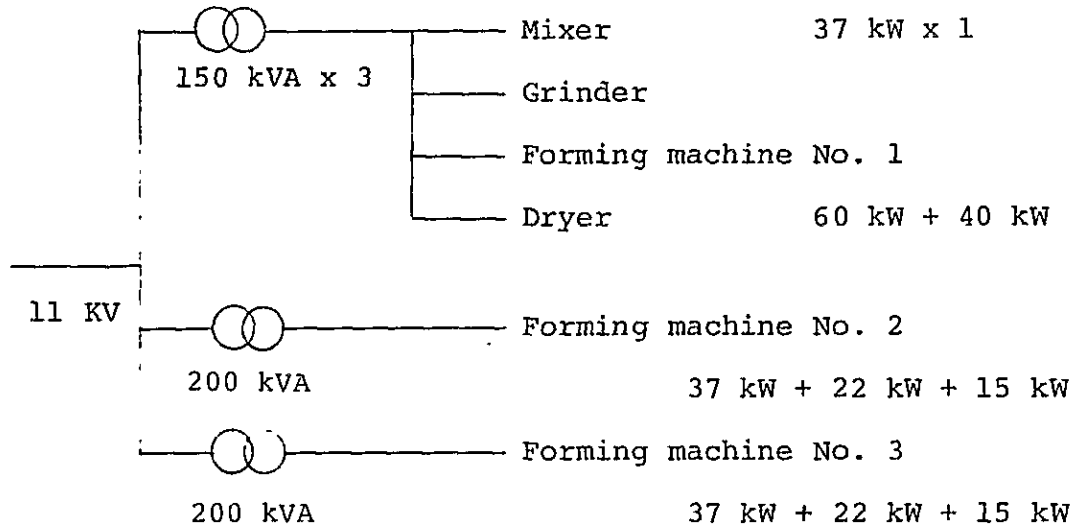 Mixer 37 kW x 1
150 kVA x 3
Grinder
Forming machine No. 1
Dryer 60 kW + 40 kW
11 KV
Forming machine No. 2
200 kVA
37 kW + 22 kW + 15 kW
Forming machine No. 3
200 kVA
37 kW + 22 kW + 15 kW